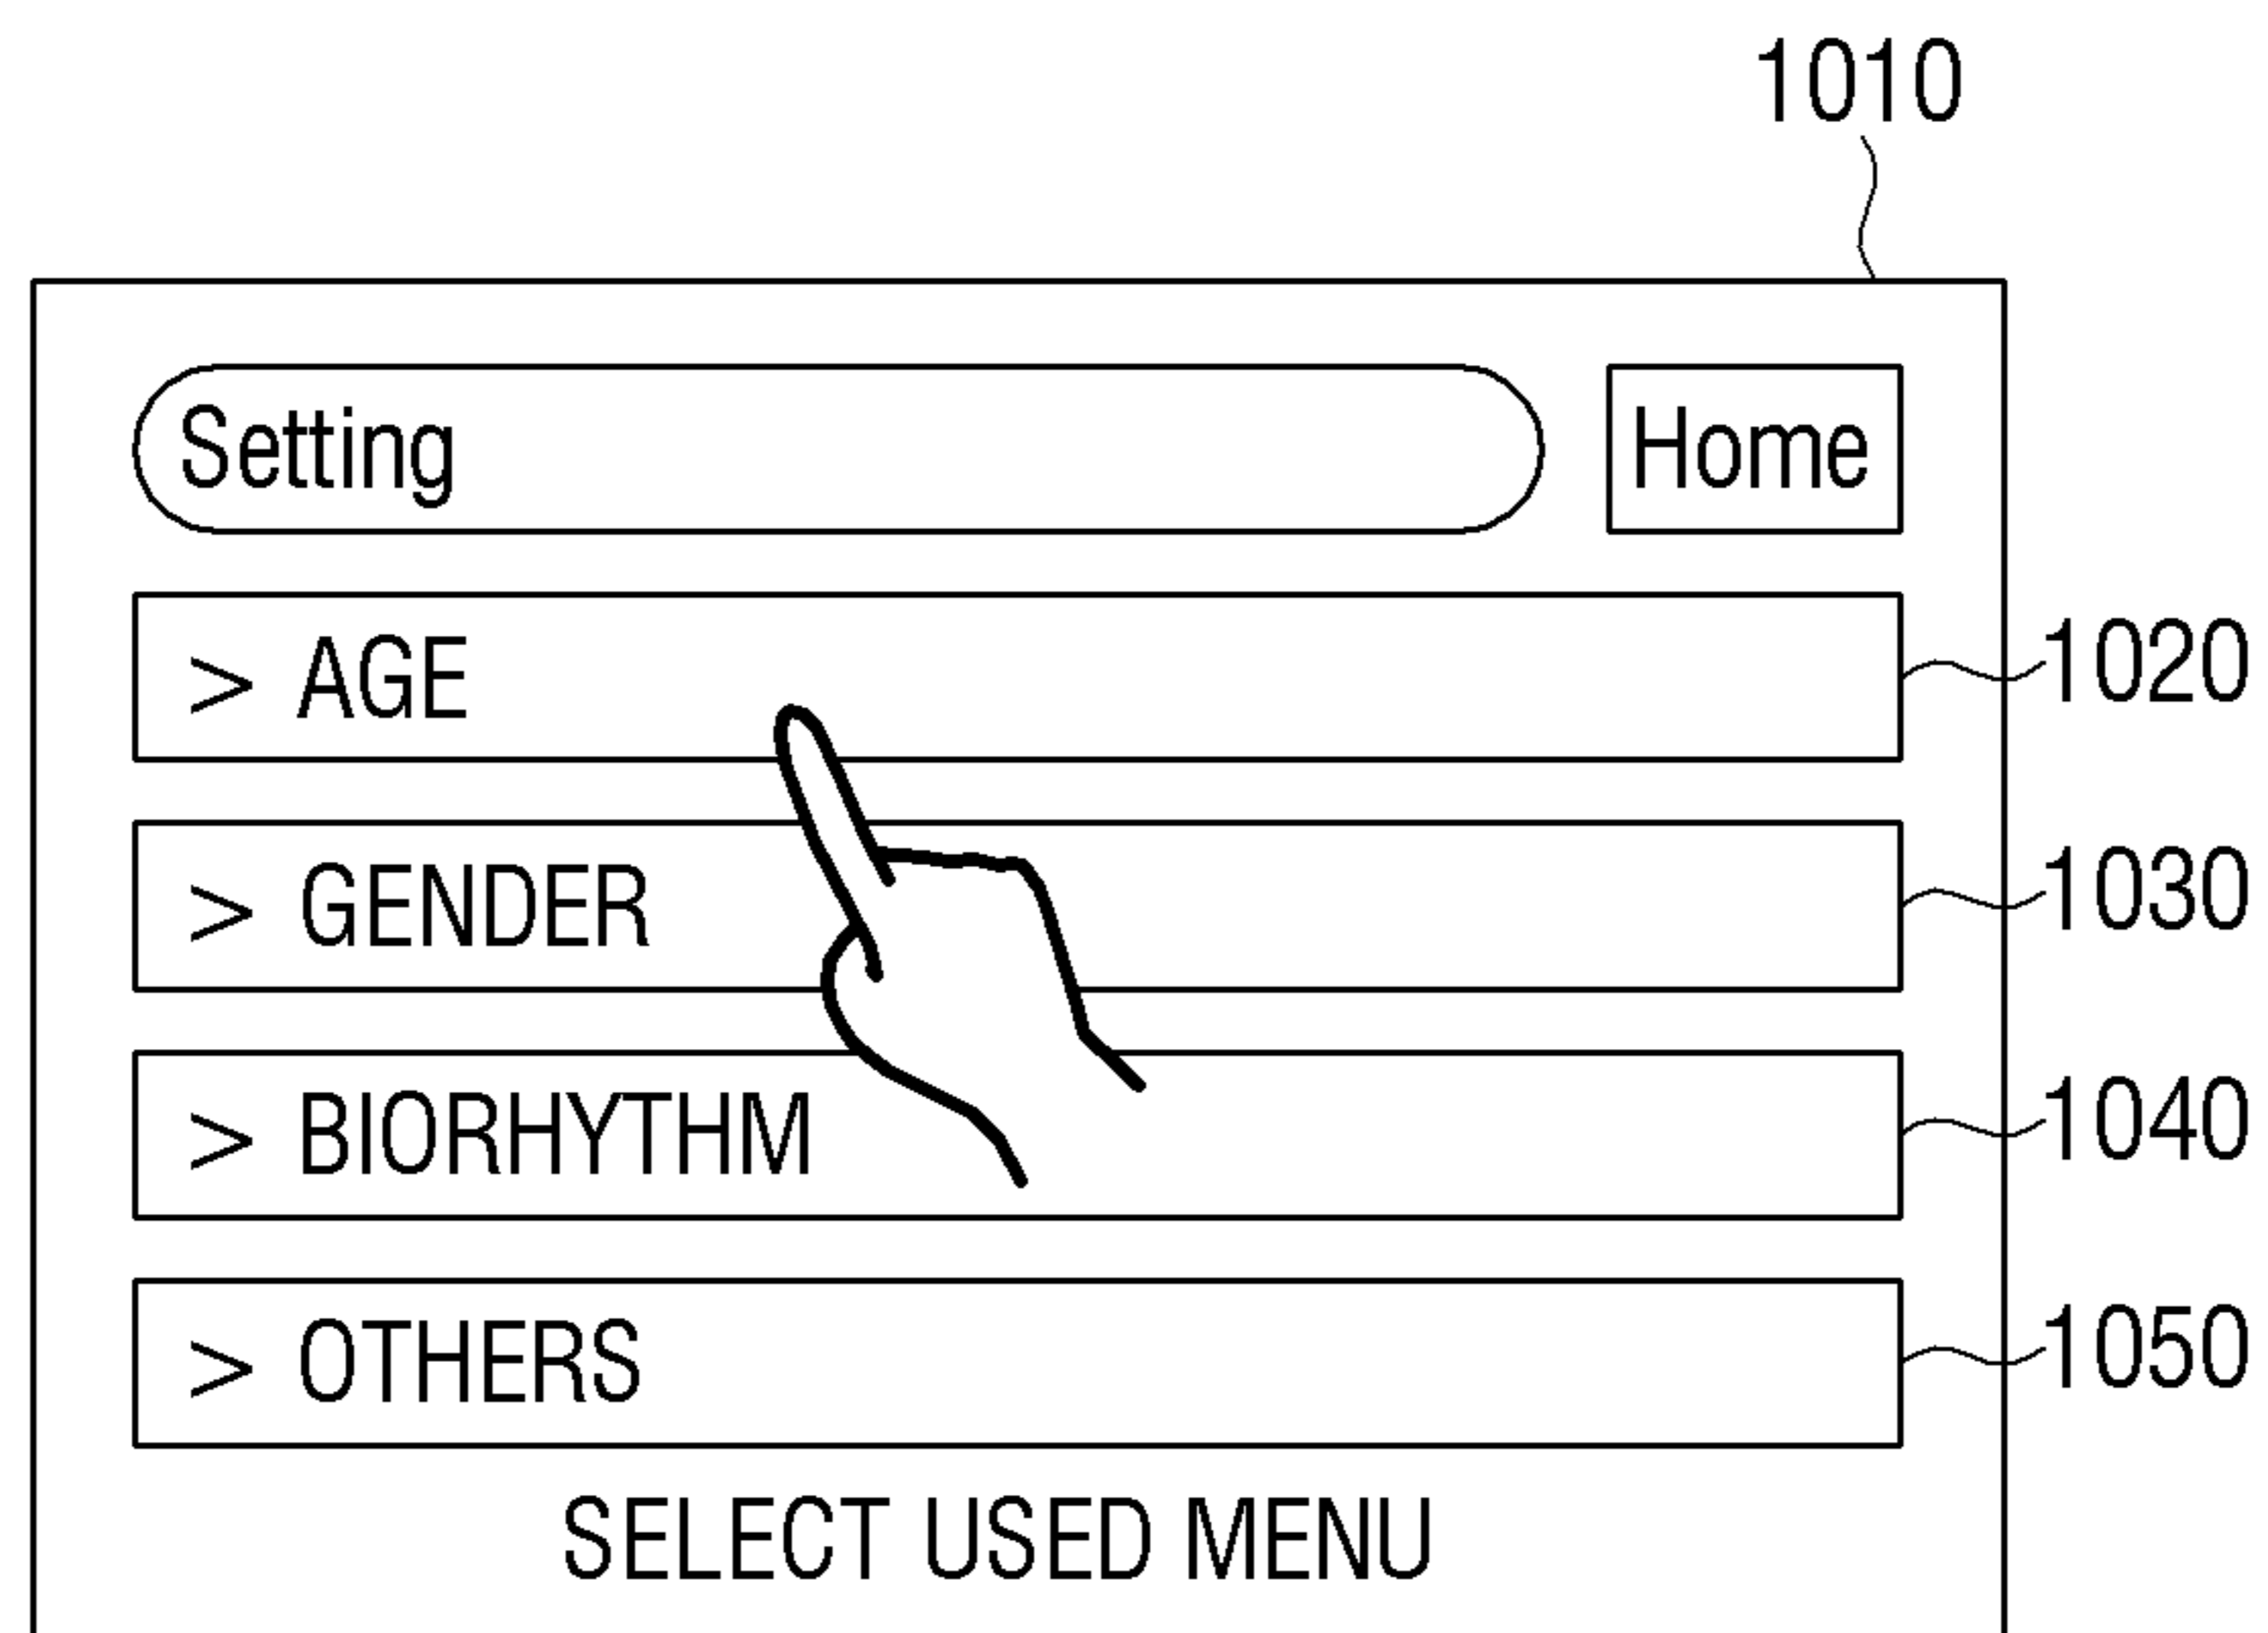 1010
Setting
Home
> AGE
1020
> GENDER
1030
> BIORHYTHM
1040
> OTHERS
1050
SELECT USED MENU